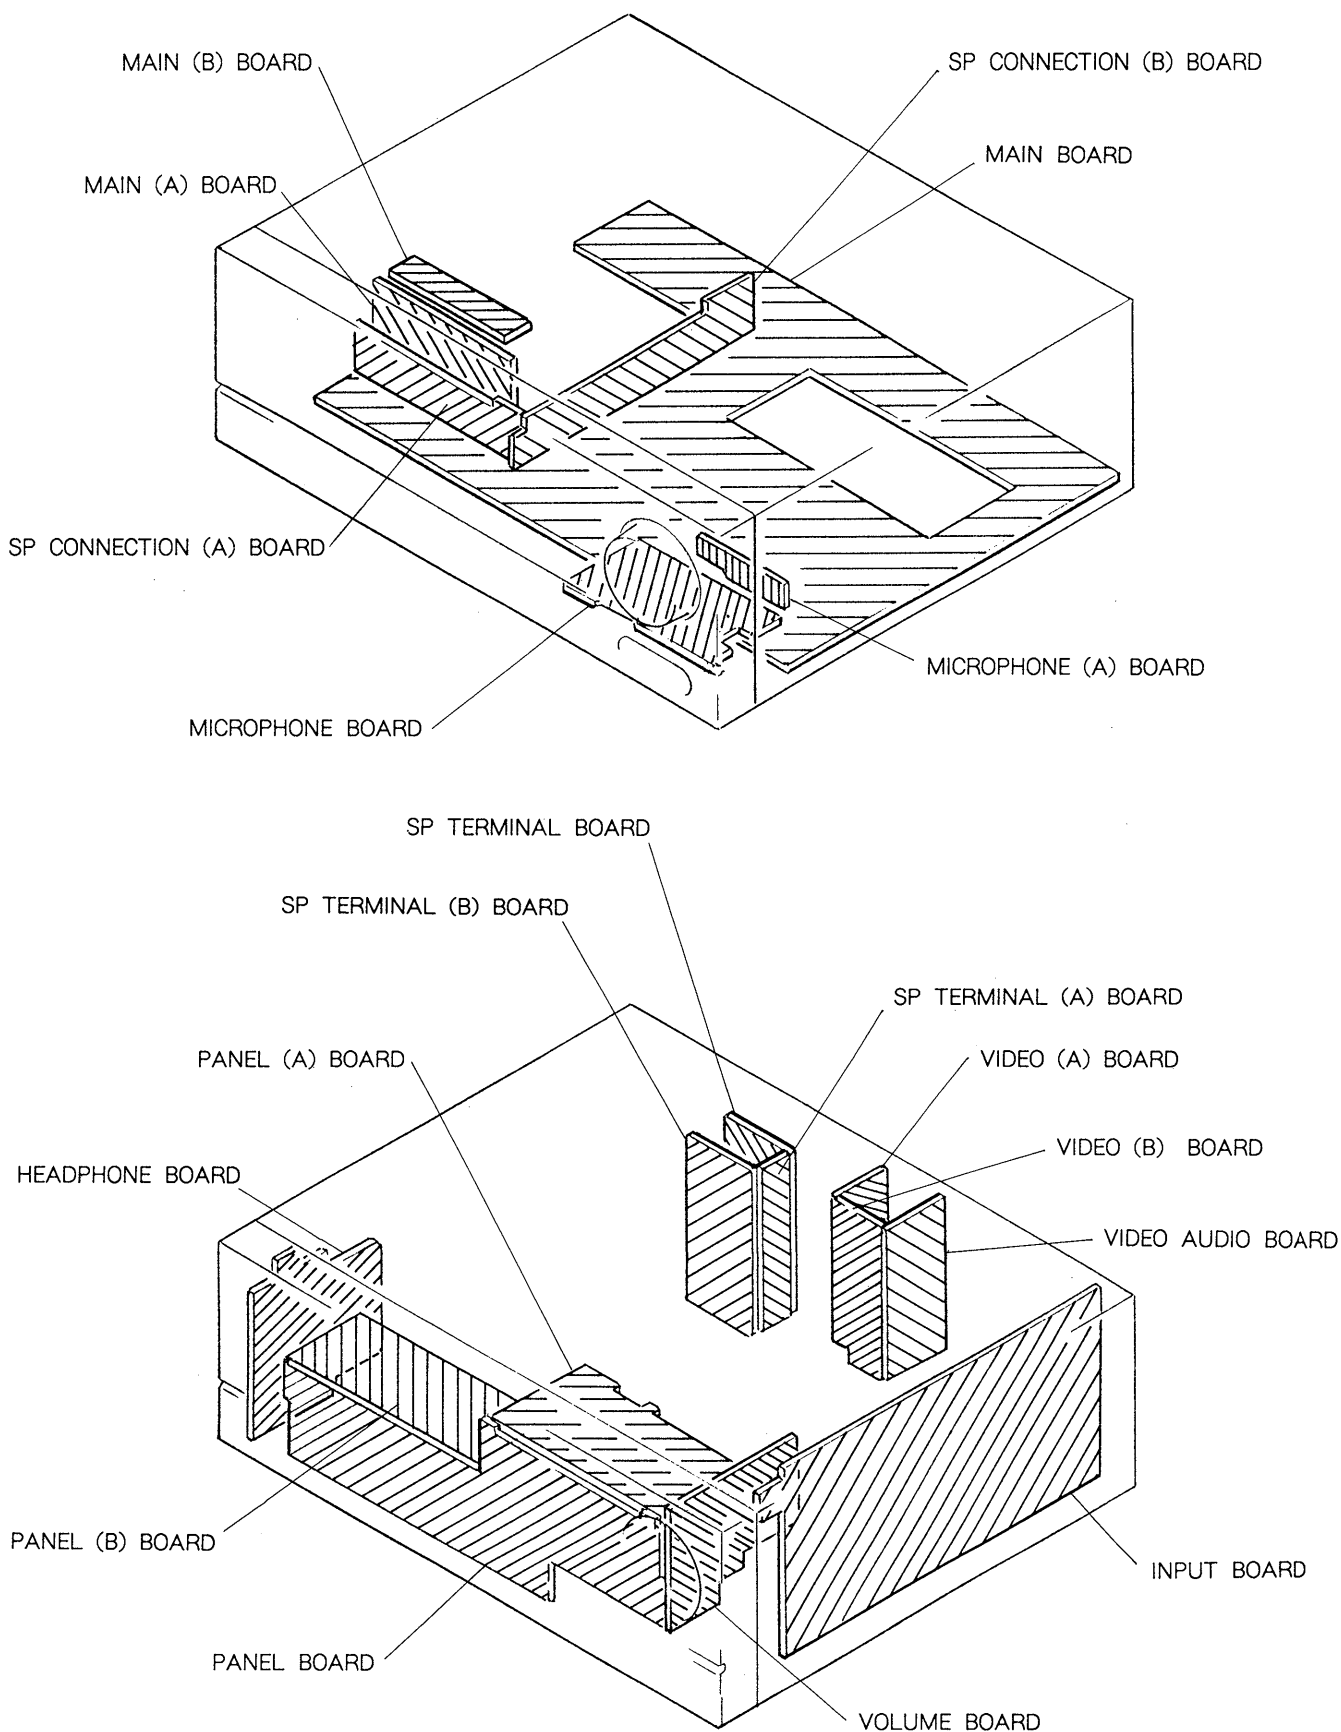 MAIN (B) BOARD
SP CONNECTION (B) BOARD
MAIN BOARD
MAIN (A) BOARD
SP CONNECTION (A) BOARD
MICROPHONE (A) BOARD
MICROPHONE BOARD
SP TERMINAL BOARD
SP TERMINAL (B) BOARD
SP TERMINAL (A) BOARD
PANEL (A) BOARD
VIDEO (A) BOARD
VIDEO (B) BOARD
HEADPHONE BOARD
VIDEO AUDIO BOARD
PANEL (B) BOARD
INPUT BOARD
PANEL BOARD
VOLUME BOARD